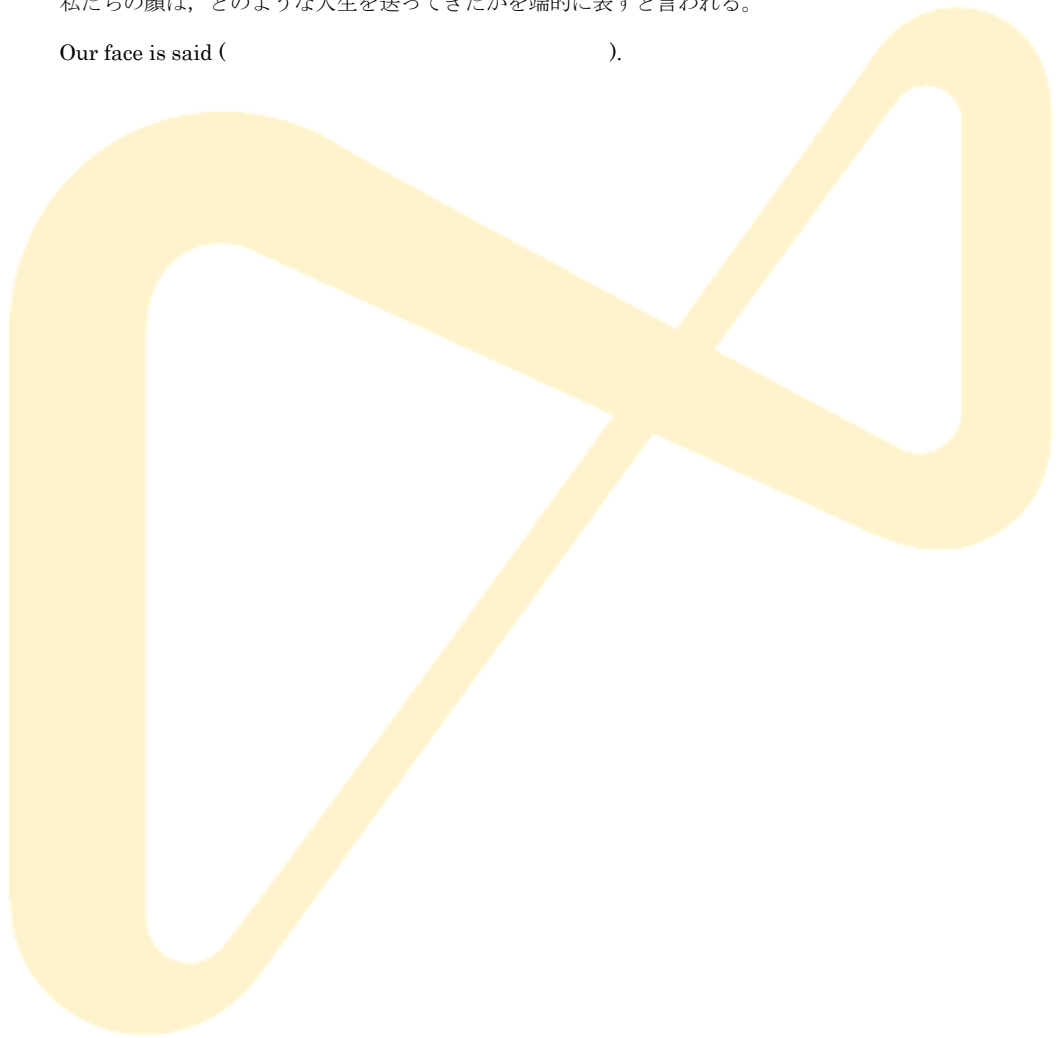 私たちの顔は，どのような人生を送ってきたかを端的に表すと言われる。
Our face is said (                                        ).